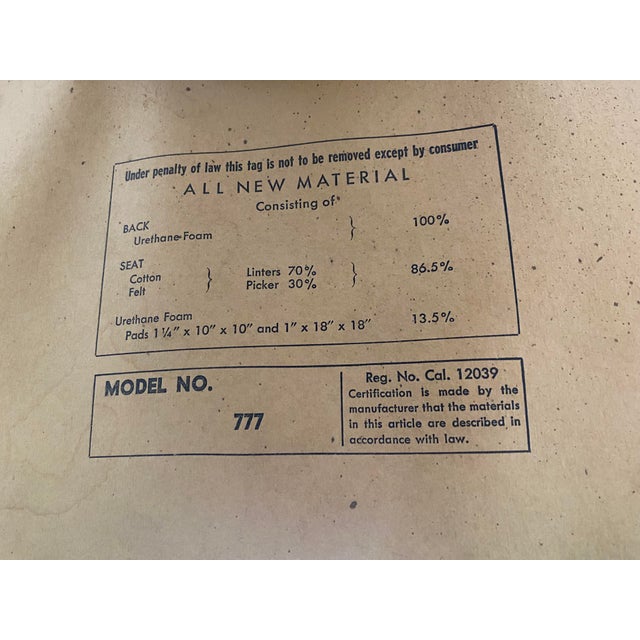 Under penalty of law this tag is not to be removed except by consumer
ALL NEW MATERIAL
Consisting of
BACK
Urethane Foam } 100%
SEAT
Cotton } Linters 70% } 86.5%
Felt Picker 30%
Urethane Foam 13.5%
Pads 1¼" x 10" x 10" and 1" x 18" x 18"
MODEL NO.
777
Reg. No. Cal. 12039
Certification is made by the
manufacturer that the materials
in this article are described in
accordance with law.